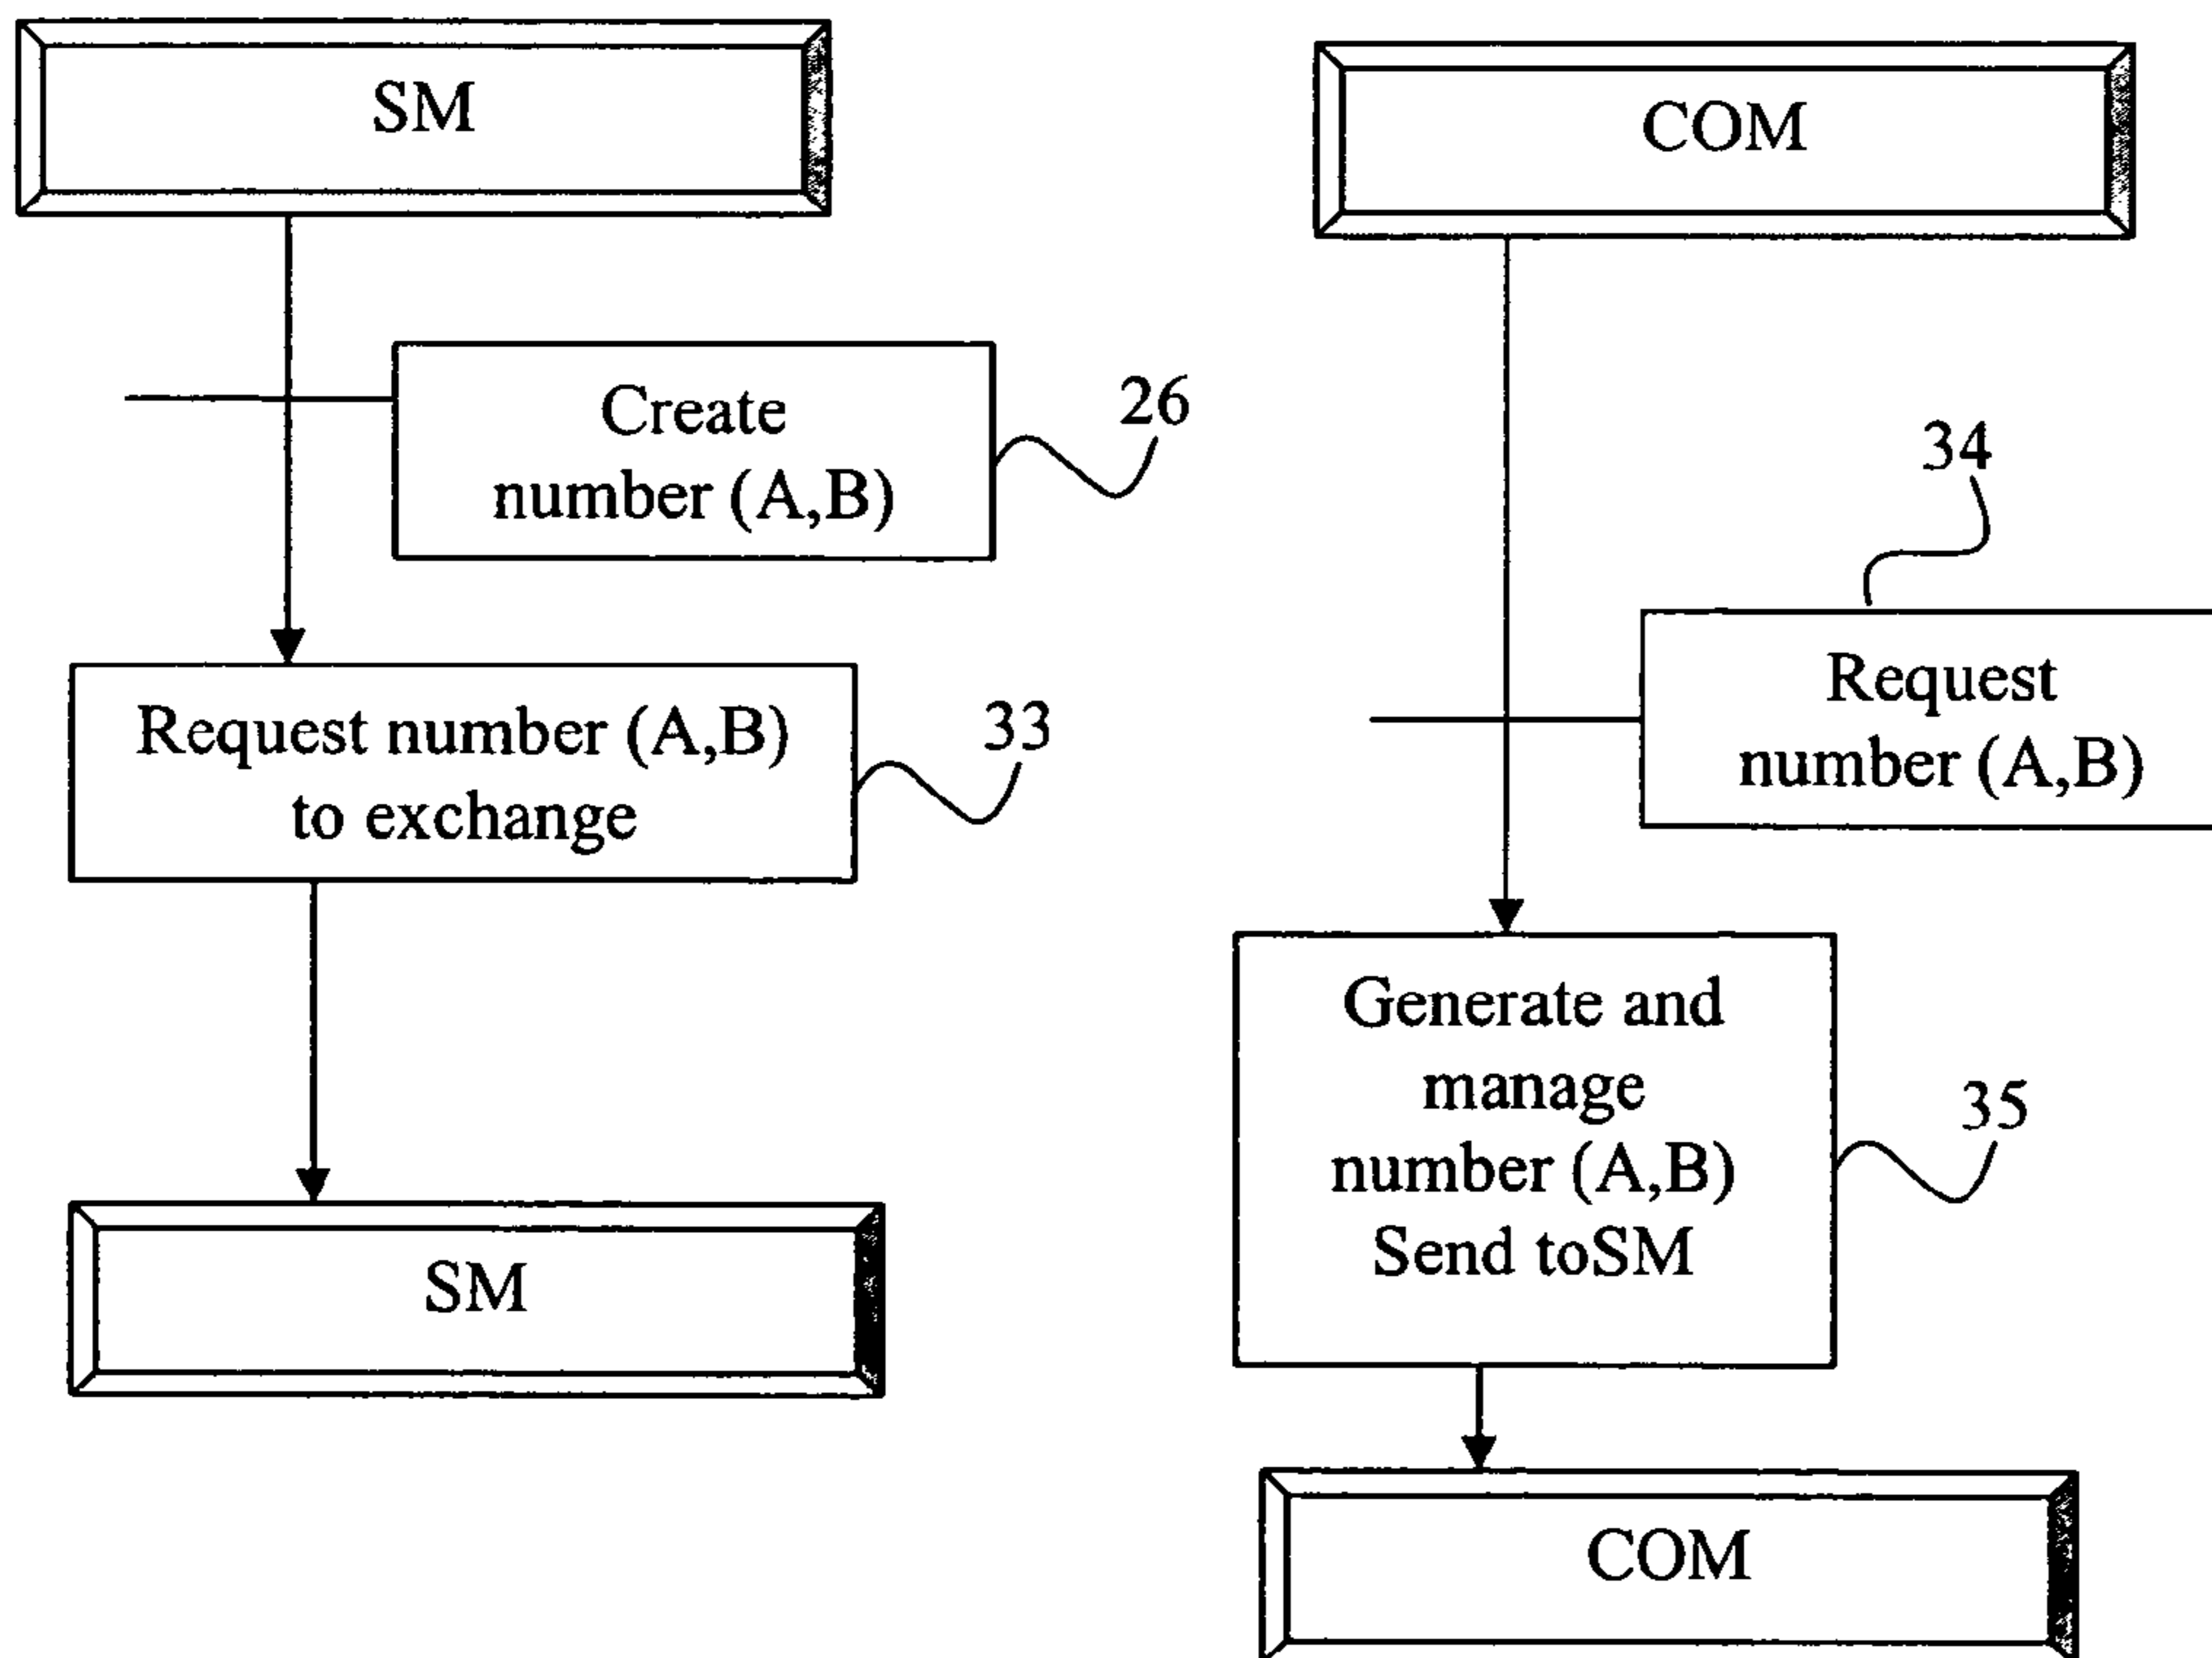 SM
Create
number (A,B)
26
Request number (A,B)
to exchange
33
SM
COM
34
Request
number (A,B)
Generate and
manage
number (A,B)
Send toSM
35
COM